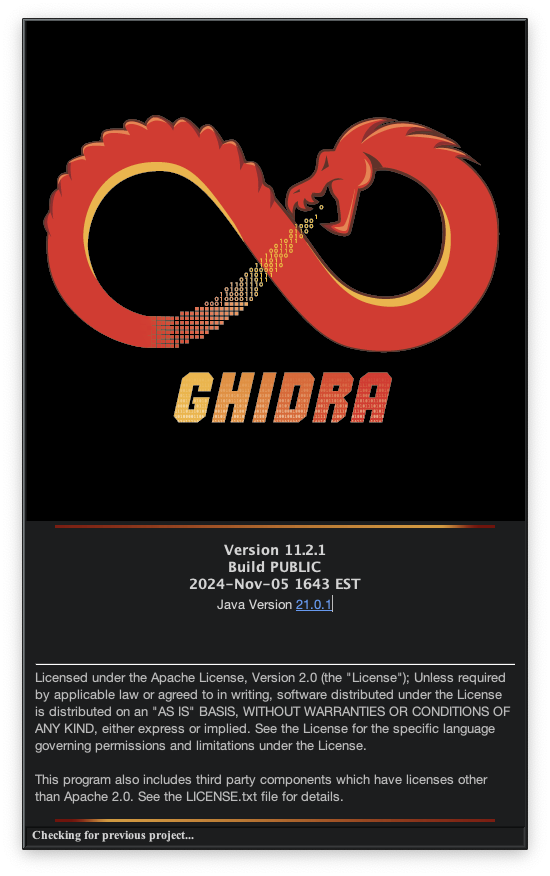 GHIDRA
Version 11.2.1
Build PUBLIC
2024-Nov-05 1643 EST
Java Version 21.0.1
Licensed under the Apache License, Version 2.0 (the "License"); Unless required
by applicable law or agreed to in writing, software distributed under the License
is distributed on an "AS IS" BASIS, WITHOUT WARRANTIES OR CONDITIONS OF
ANY KIND, either express or implied. See the License for the specific language
governing permissions and limitations under the License.
This program also includes third party components which have licenses other
than Apache 2.0. See the LICENSE.txt file for details.
Checking for previous project...